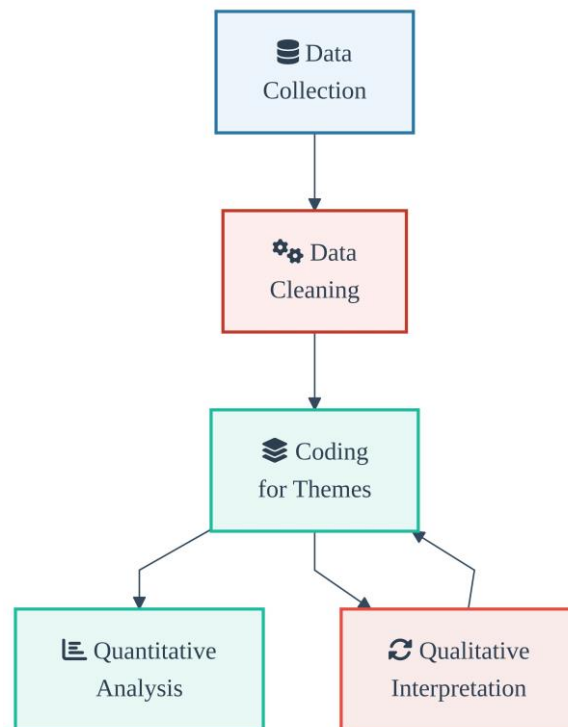 Data
Collection
Data
Cleaning
Coding
for Themes
Quantitative
Analysis
Qualitative
Interpretation